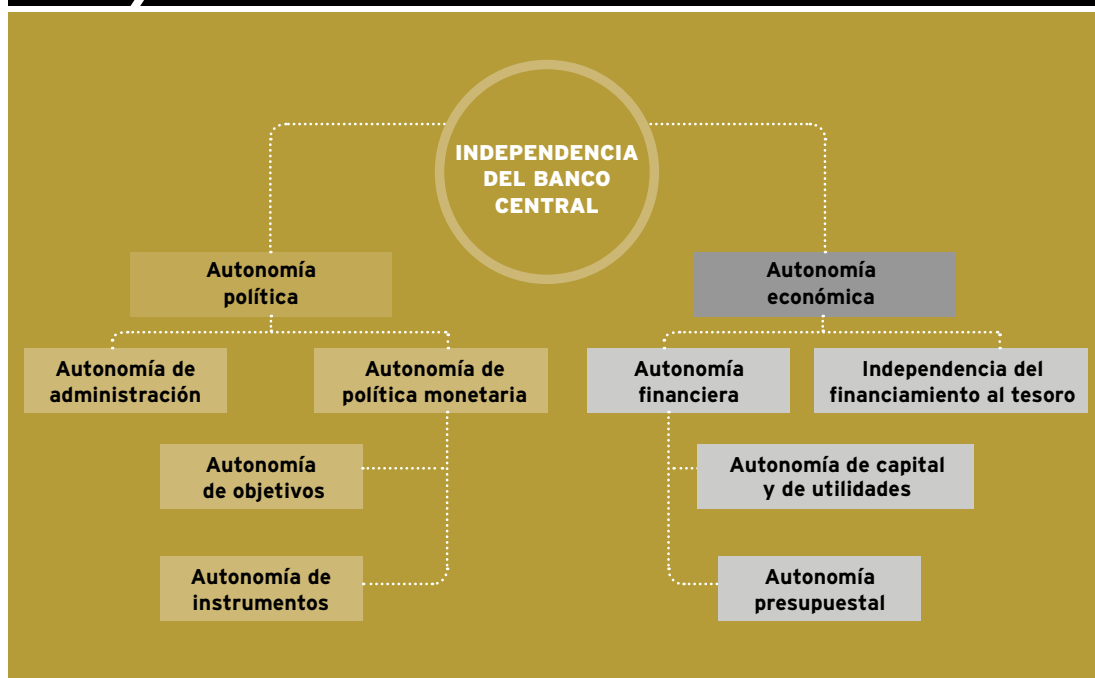 INDEPENDENCIA
DEL BANCO
CENTRAL
Autonomía
política
Autonomía
económica
Autonomía de
administración
Autonomía de
política monetaria
Autonomía
financiera
Independencia del
financiamiento al tesoro
Autonomía
de objetivos
Autonomía de capital
y de utilidades
Autonomía de
instrumentos
Autonomía
presupuestal